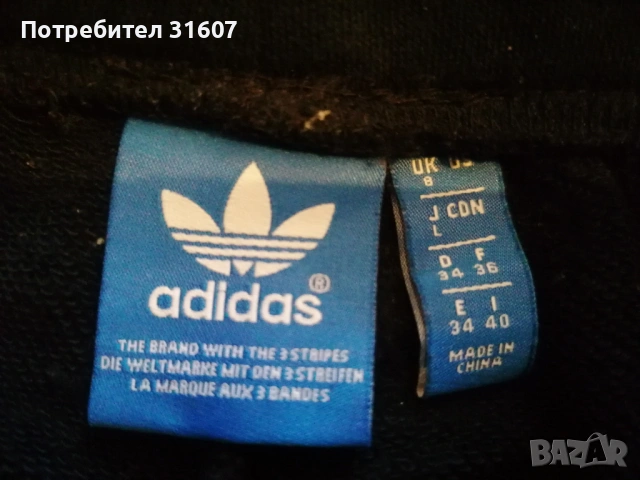 Потребител 31607
adidas ®
THE BRAND WITH THE 3 STRIPES
DIE WELTMARKE MIT DEN 3 STREIFEN
LA MARQUE AUX 3 BANDES
UK US
8
J CDN
L
D F
34 36
E I
34 40
MADE IN
CHINA
BAZAR